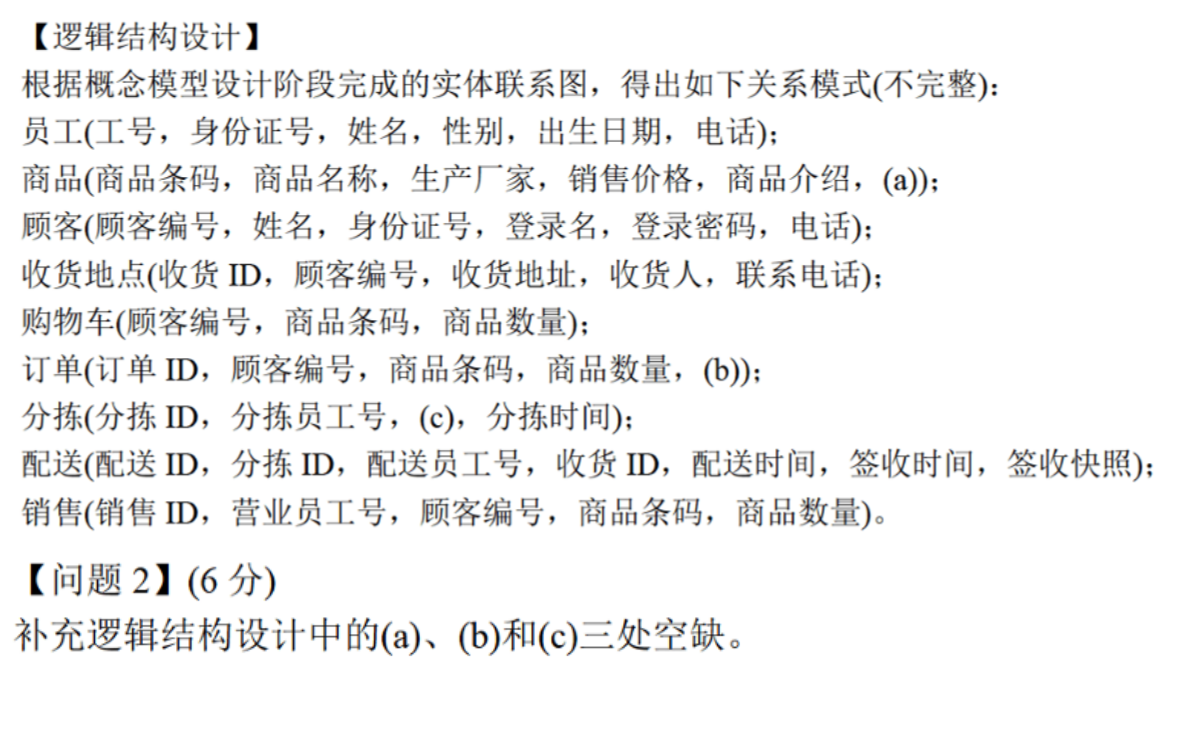 【逻辑结构设计】
根据概念模型设计阶段完成的实体联系图，得出如下关系模式(不完整)：
员工(工号，身份证号，姓名，性别，出生日期，电话)；
商品(商品条码，商品名称，生产厂家，销售价格，商品介绍，(a))；
顾客(顾客编号，姓名，身份证号，登录名，登录密码，电话)；
收货地点(收货 ID，顾客编号，收货地址，收货人，联系电话)；
购物车(顾客编号，商品条码，商品数量)；
订单(订单 ID，顾客编号，商品条码，商品数量，(b))；
分拣(分拣 ID，分拣员工号，(c)，分拣时间)；
配送(配送 ID，分拣 ID，配送员工号，收货 ID，配送时间，签收时间，签收快照)；
销售(销售 ID，营业员工号，顾客编号，商品条码，商品数量)。
【问题 2】(6 分)
补充逻辑结构设计中的(a)、(b)和(c)三处空缺。